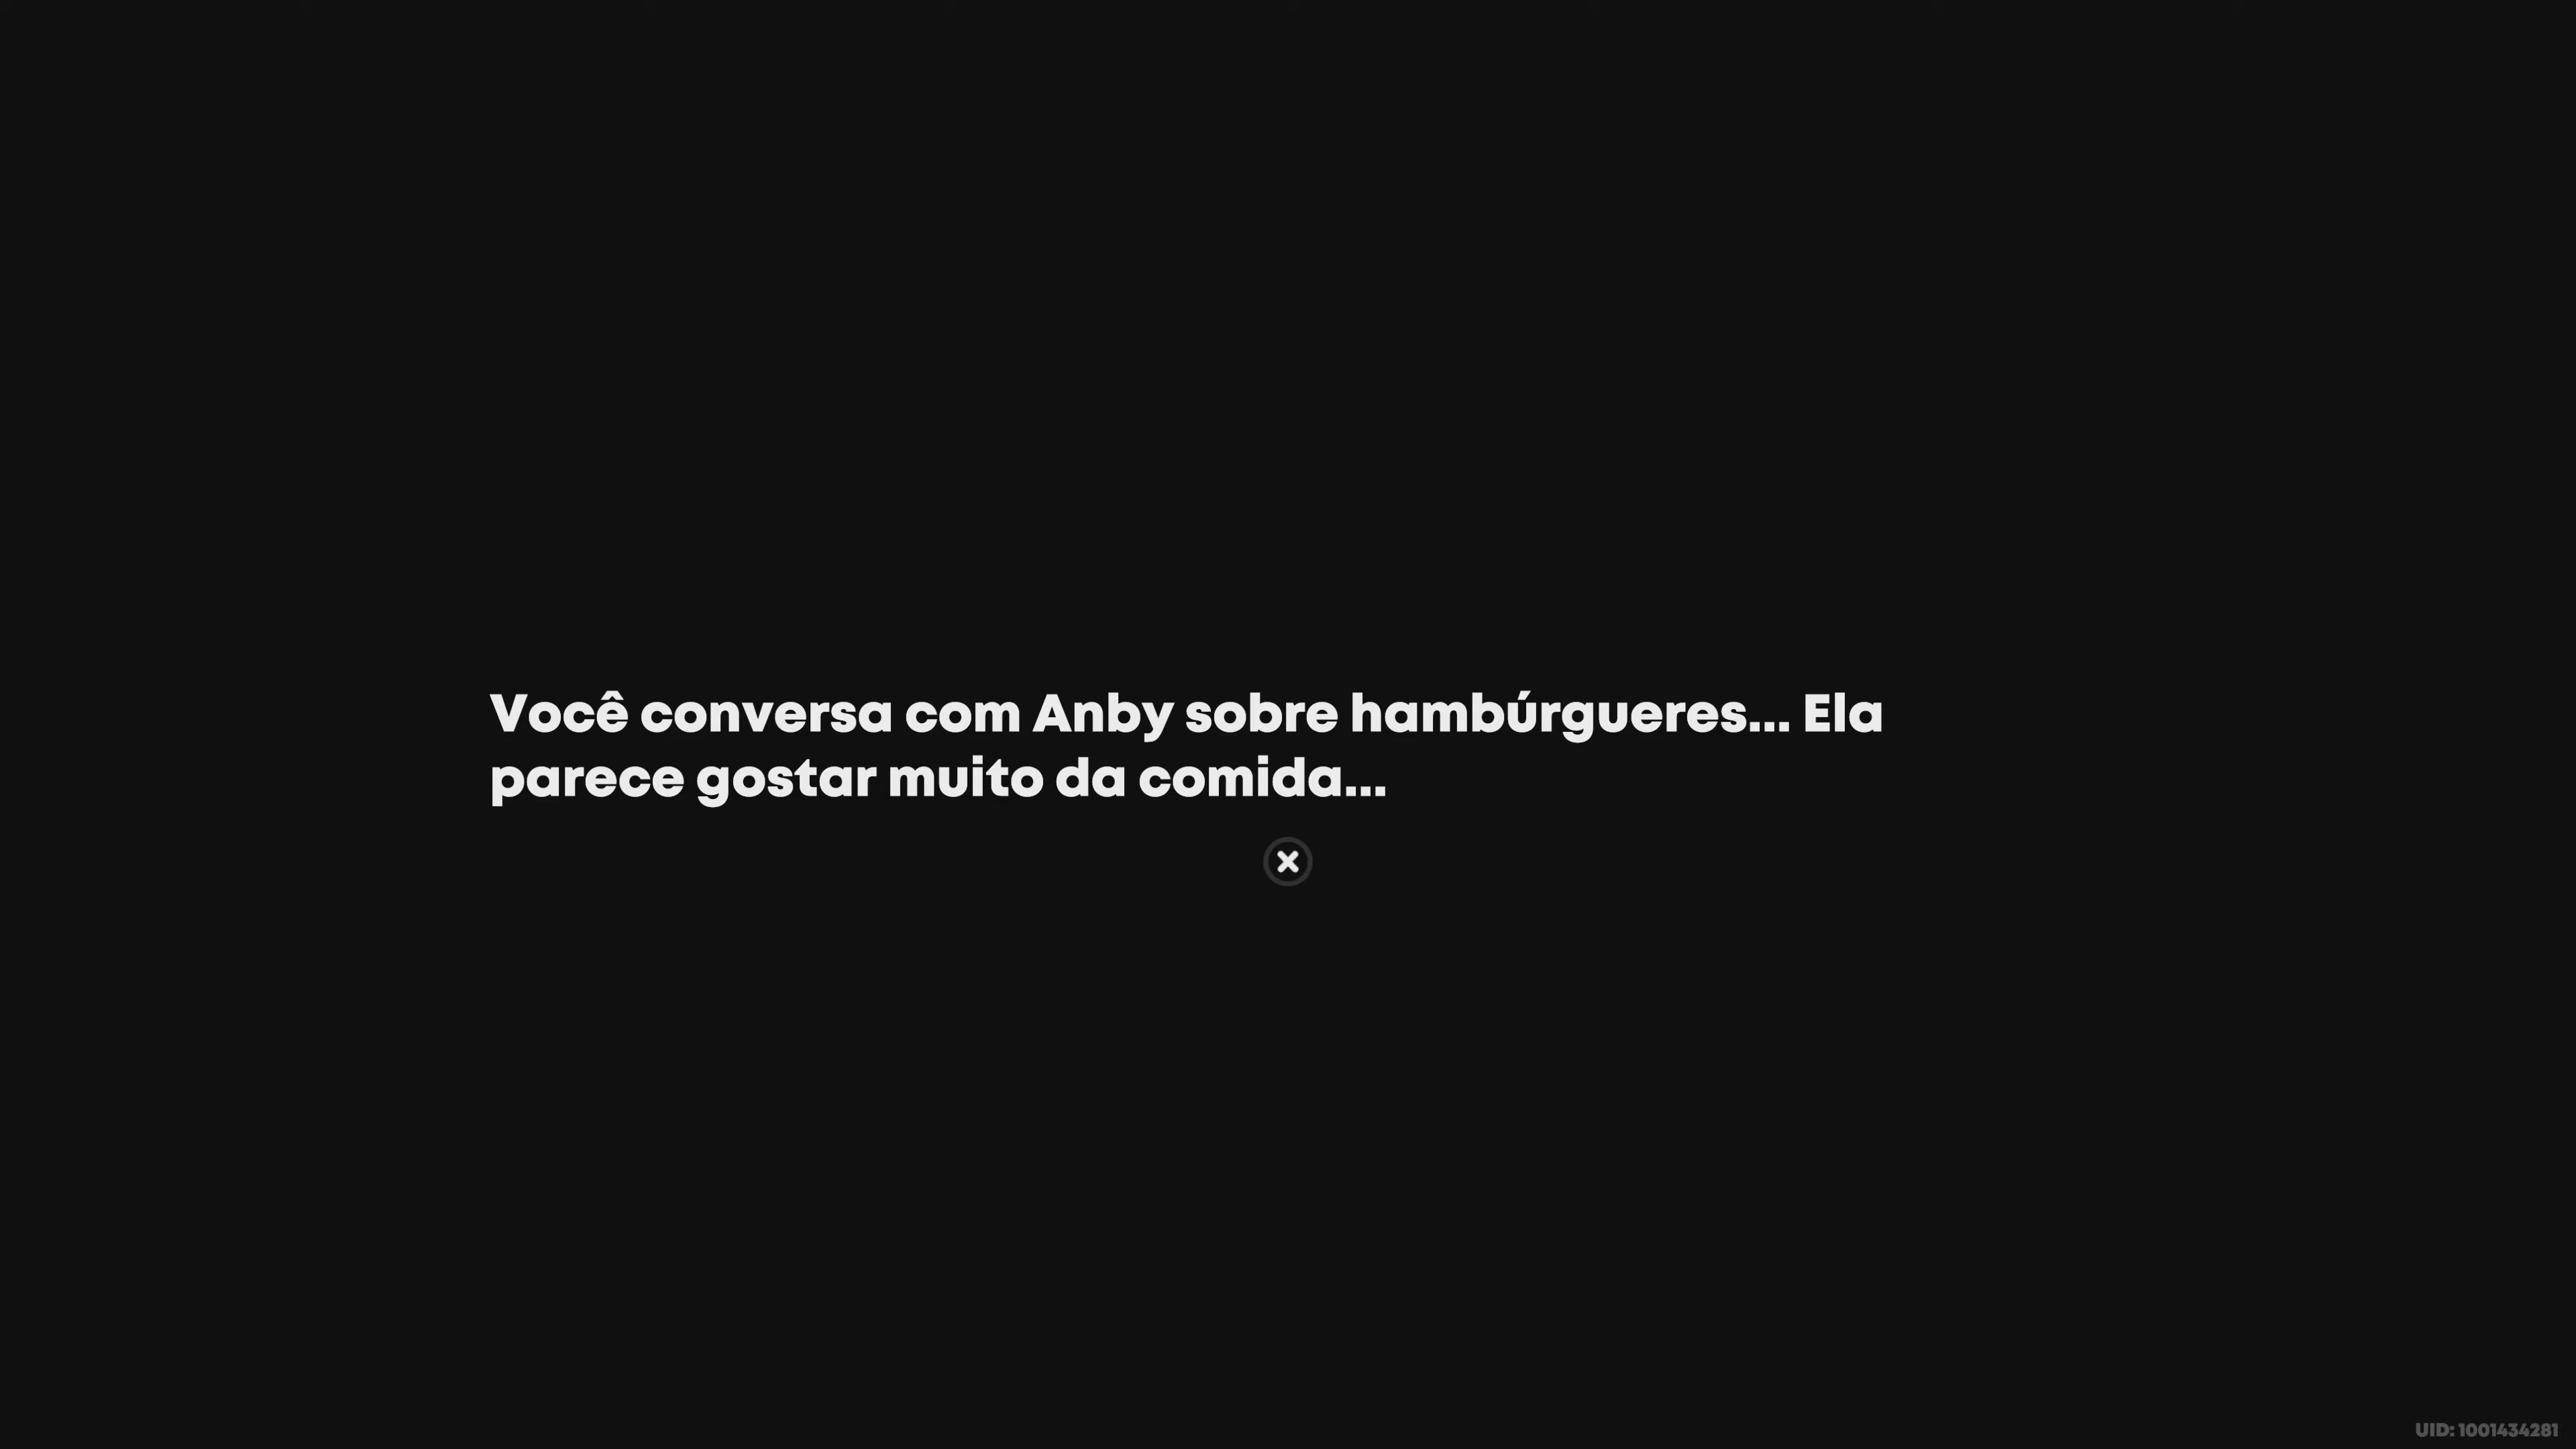 Você conversa com Anby sobre hambúrgueres... Ela
parece gostar muito da comida...
UID: 1001434281